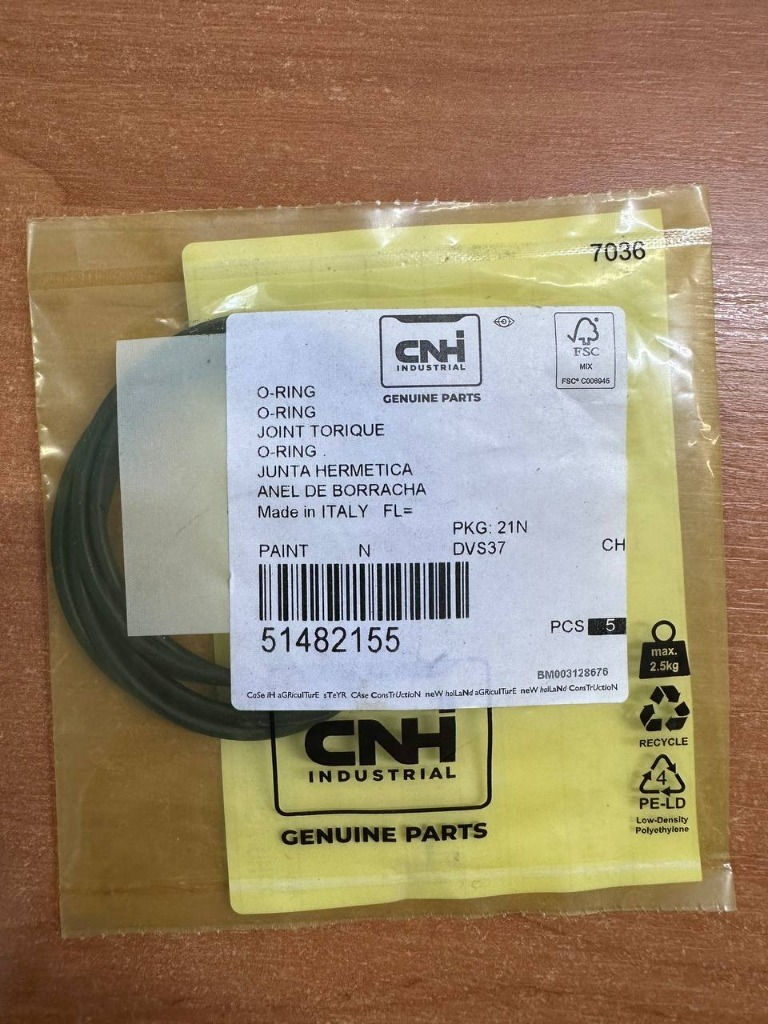 7036
CNH
INDUSTRIAL
GENUINE PARTS
FSC
MIX
FSC® C006945
O-RING
O-RING
JOINT TORIQUE
O-RING .
JUNTA HERMETICA
ANEL DE BORRACHA
Made in ITALY FL=
PKG: 21N
PAINT N DVS37 CH
51482155
PCS 5
BM003128676
CaSe iH aGRiculTurE sTeYR CAse ConsTrUctioN neW holLaNd aGRiculTurE neW holLaNd ConsTrUctioN
max.
2.5kg
RECYCLE
4
PE-LD
Low-Density
Polyethylene
CNH
INDUSTRIAL
GENUINE PARTS